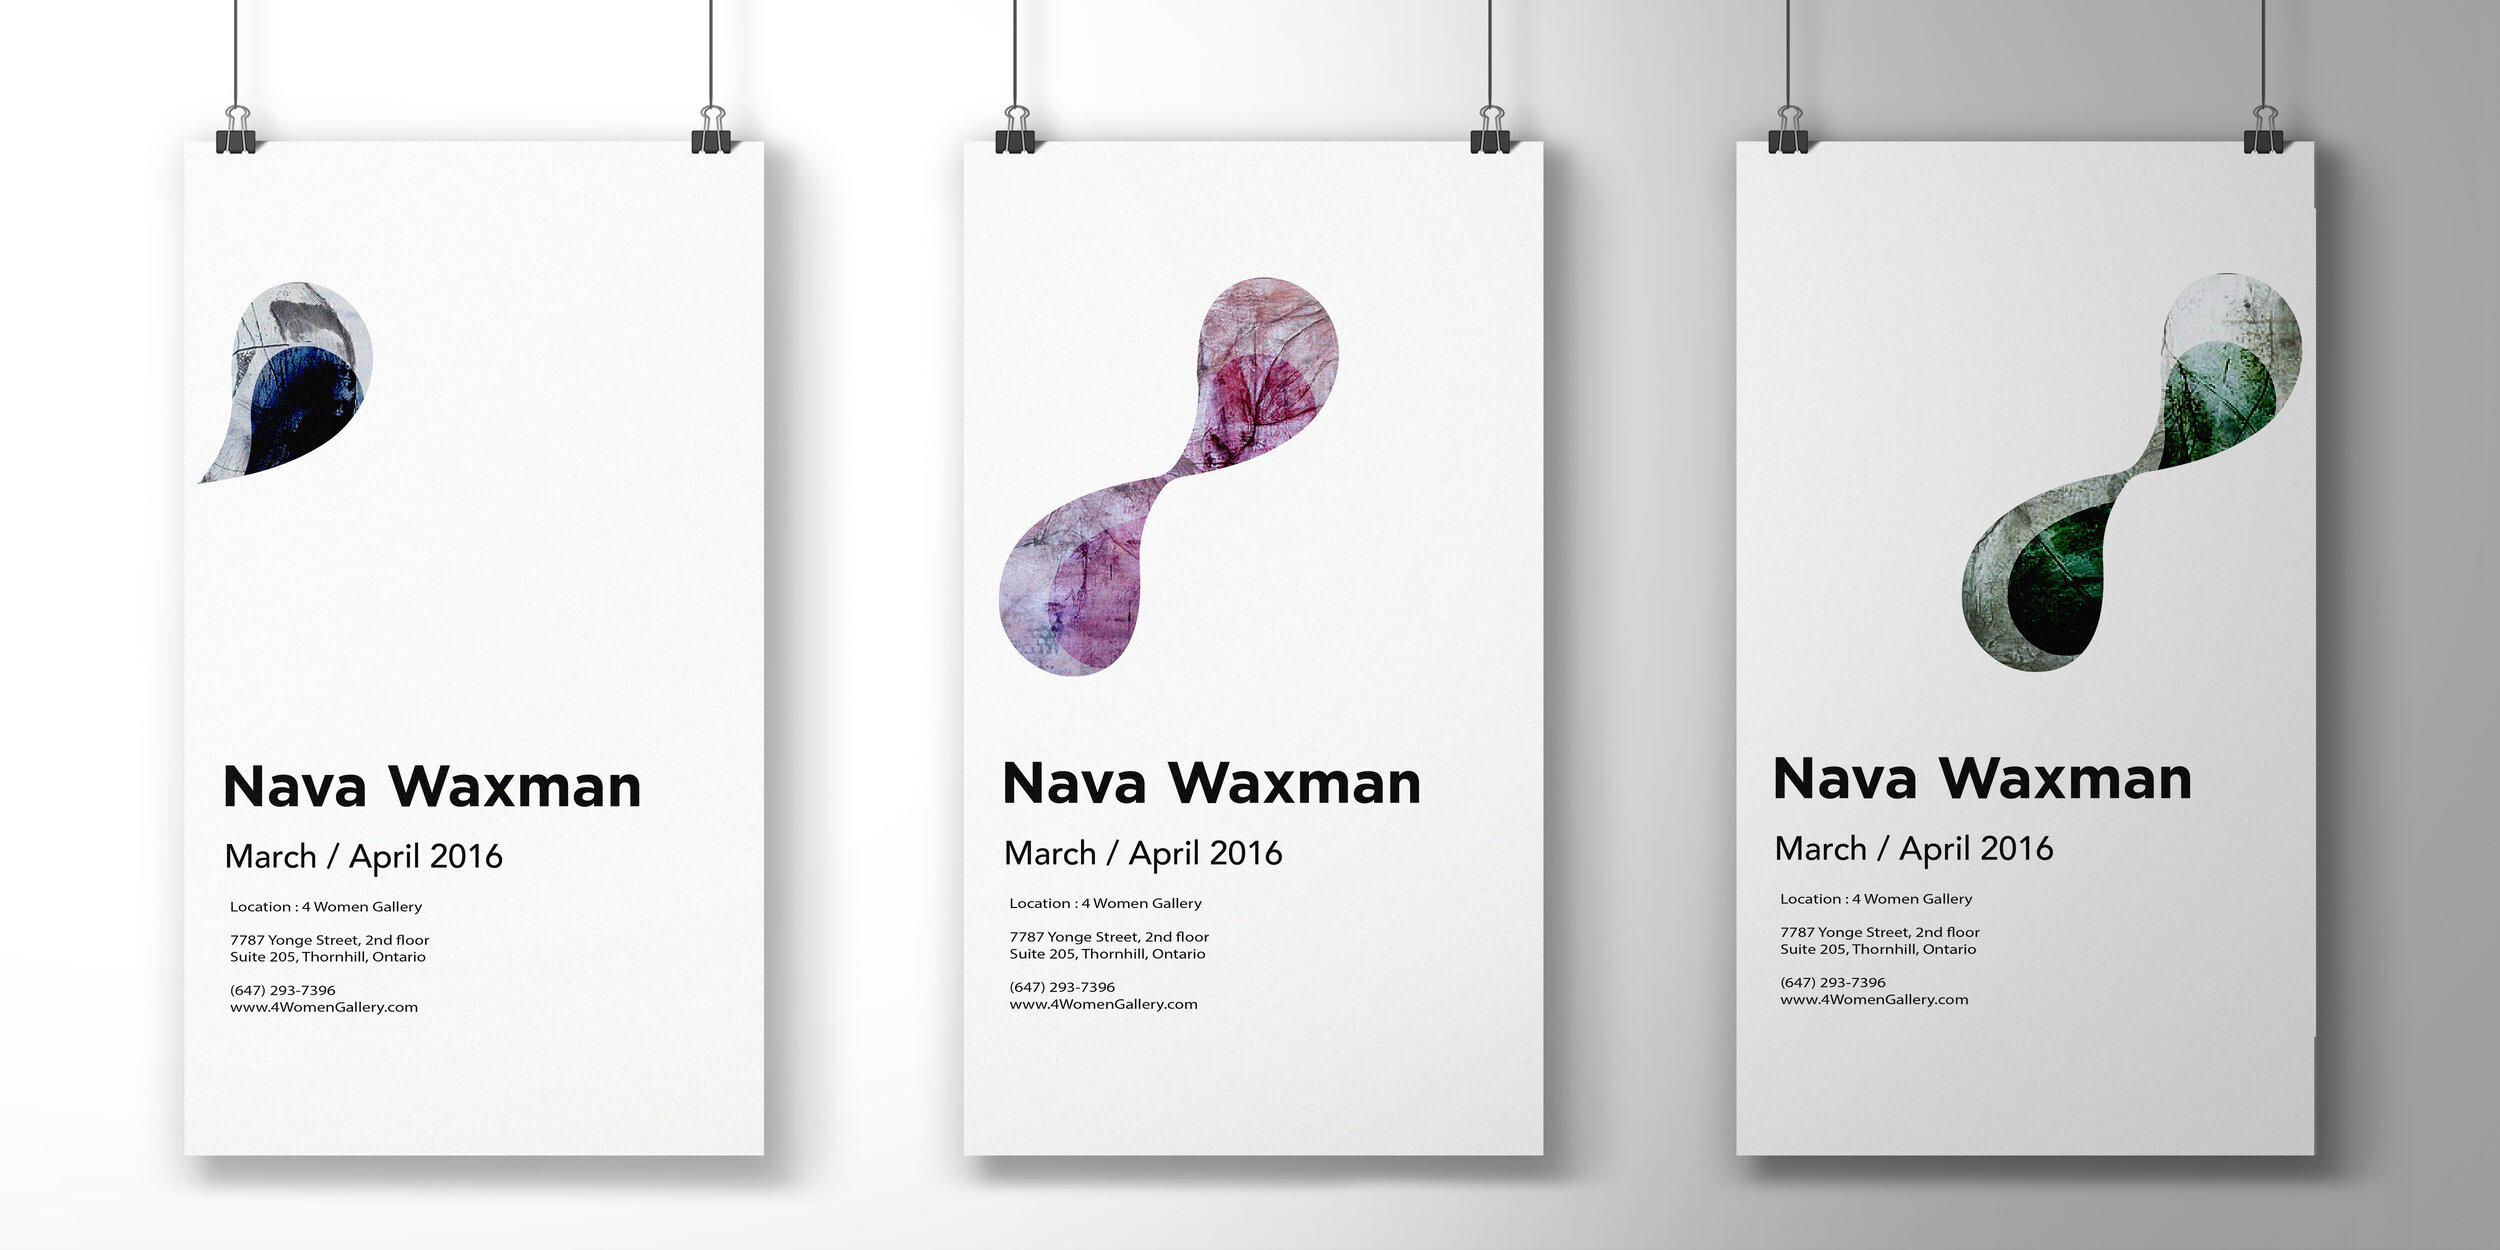 Nava Waxman
March / April 2016
Location : 4 Women Gallery
7787 Yonge Street, 2nd floor
Suite 205, Thornhill, Ontario
(647) 293-7396
www.4WomenGallery.com
Nava Waxman
March / April 2016
Location : 4 Women Gallery
7787 Yonge Street, 2nd floor
Suite 205, Thornhill, Ontario
(647) 293-7396
www.4WomenGallery.com
Nava Waxman
March / April 2016
Location : 4 Women Gallery
7787 Yonge Street, 2nd floor
Suite 205, Thornhill, Ontario
(647) 293-7396
www.4WomenGallery.com